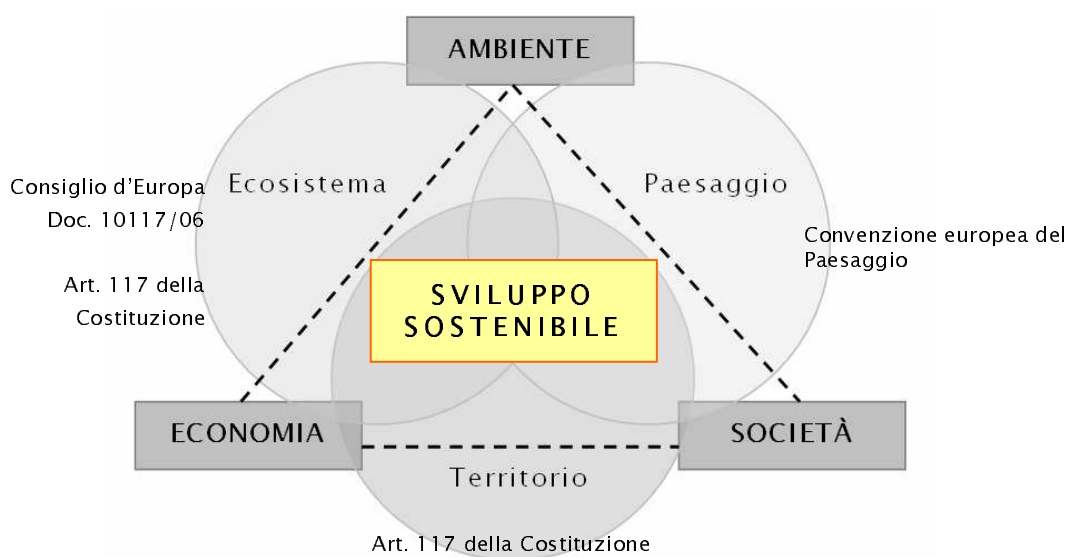 AMBIENTE
Ecosistema
Paesaggio
Consiglio d'Europa
Doc. 10117/06
Art. 117 della
Costituzione
Convenzione europea del
Paesaggio
SVILUPPO
SOSTENIBILE
ECONOMIA
SOCIETÀ
Territorio
Art. 117 della Costituzione